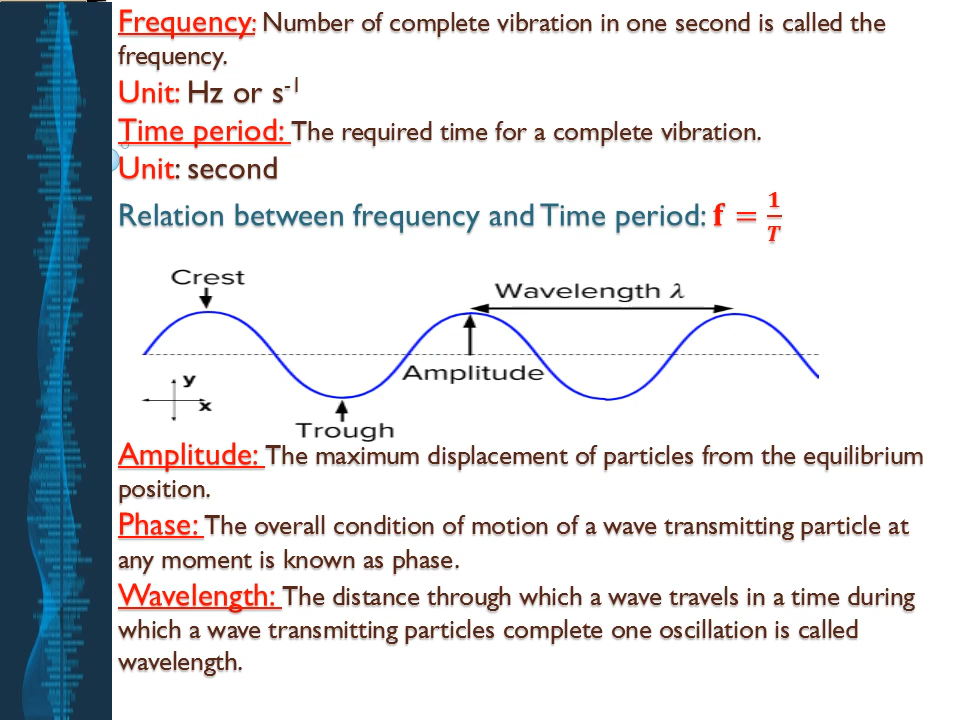 Frequency: Number of complete vibration in one second is called the
frequency.
Unit: Hz or s⁻¹
Time period: The required time for a complete vibration.
Unit: second
Relation between frequency and Time period: f = 1/T
Crest
Wavelength λ
Amplitude
y
x
Trough
Amplitude: The maximum displacement of particles from the equilibrium
position.
Phase: The overall condition of motion of a wave transmitting particle at
any moment is known as phase.
Wavelength: The distance through which a wave travels in a time during
which a wave transmitting particles complete one oscillation is called
wavelength.